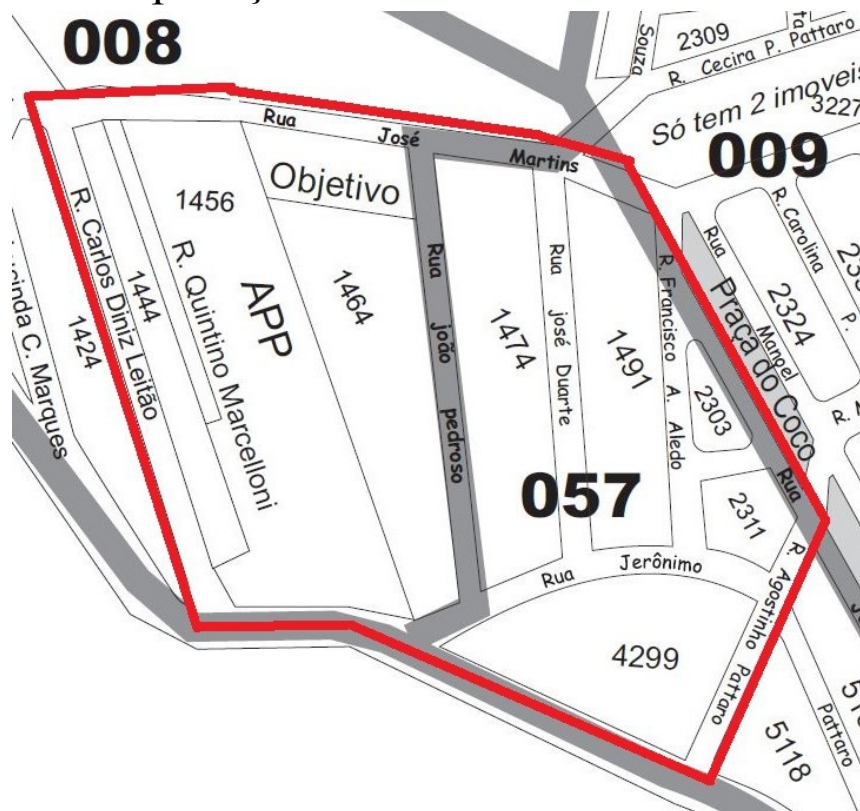 008
Souza
2309
R. Cecira P. Pattaro
Só tem 2 imoveis
3227
009
Rua José Martins
Objetivo
1456
R. Carlos Diniz Leitão
1444
R. Quintino Marcelloni
APP
1464
Rua joão pedroso
1474
Rua josé Duarte
1491
R. Francisco A. Aledo
2303
Rua Manoel
Praça do Coco
2324
R. Carolina P.
1424
C. Marques
057
2311
Rua
Rua Jerônimo
R. Agostinho Pattaro
4299
5118
Pattaro